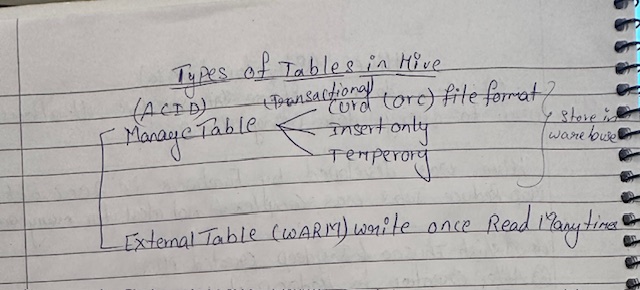 Types of Tables in Hive
(ACID) (Transactional)
Manage Table CURD (ORC) file format
Insert only
Temperory
Store in
warehouse
External Table (WARM) write once Read Many times